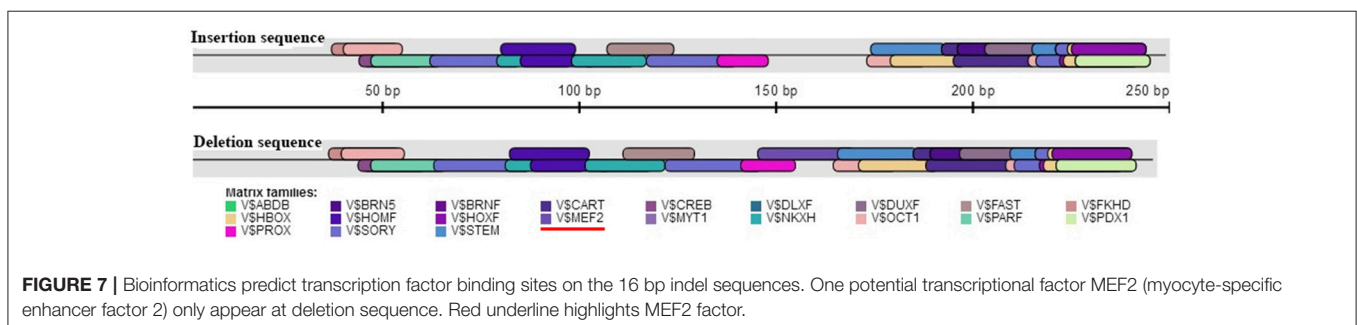 Insertion sequence
50 bp 100 bp 150 bp 200 bp 250 bp
Deletion sequence
Matrix families:
V$ABDB V$BRN5 V$BRNF V$CART V$CREB V$DLXF V$DUXF V$FAST V$FKHD
V$HBOX V$HOMF V$HOXF V$MEF2 V$MYT1 V$NKXH V$OCT1 V$PARF V$PDX1
V$PROX V$SORY V$STEM
FIGURE 7 | Bioinformatics predict transcription factor binding sites on the 16 bp indel sequences. One potential transcriptional factor MEF2 (myocyte-specific
enhancer factor 2) only appear at deletion sequence. Red underline highlights MEF2 factor.